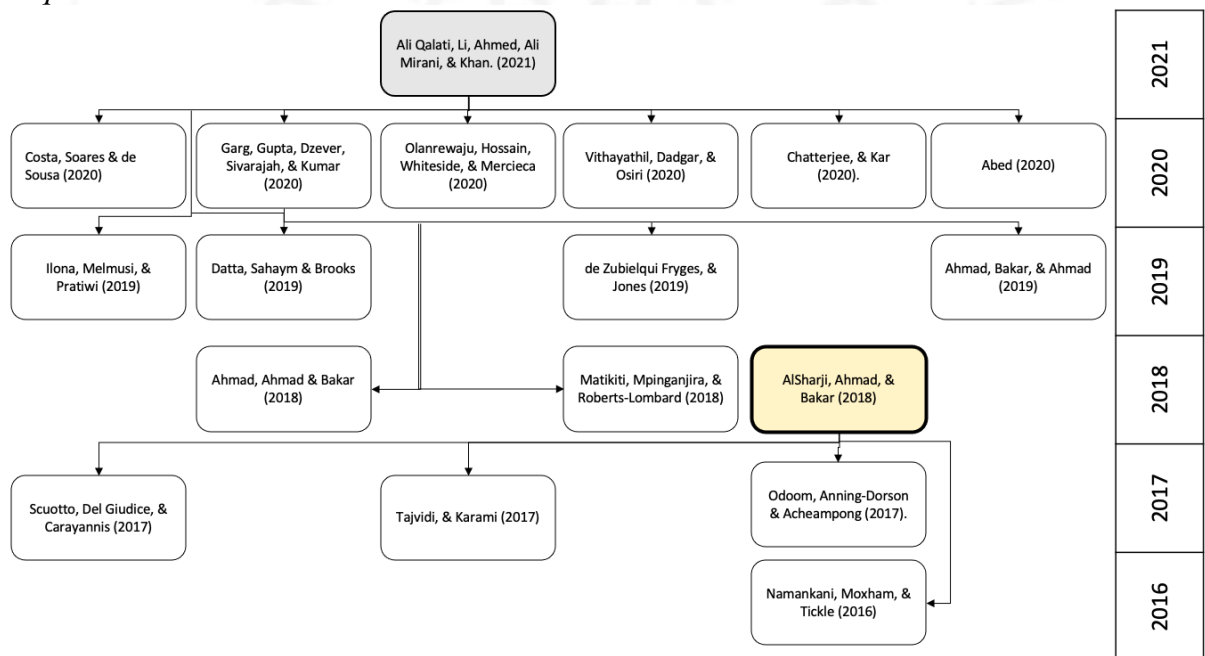 Ali Qalati, Li, Ahmed, Ali
Mirani, & Khan. (2021)
2021
Costa, Soares & de
Sousa (2020)
Garg, Gupta, Dzever,
Sivarajah, & Kumar
(2020)
Olanrewaju, Hossain,
Whiteside, & Mercieca
(2020)
Vithayathil, Dadgar, &
Osiri (2020)
Chatterjee, & Kar
(2020).
Abed (2020)
2020
Ilona, Melmusi, &
Pratiwi (2019)
Datta, Sahaym & Brooks
(2019)
de Zubielqui Fryges, &
Jones (2019)
Ahmad, Bakar, & Ahmad
(2019)
2019
Ahmad, Ahmad & Bakar
(2018)
Matikiti, Mpinganjira, &
Roberts-Lombard (2018)
AlSharji, Ahmad, &
Bakar (2018)
2018
Scuotto, Del Giudice, &
Carayannis (2017)
Tajvidi, & Karami (2017)
Odoom, Anning-Dorson
& Acheampong (2017).
2017
Namankani, Moxham, &
Tickle (2016)
2016